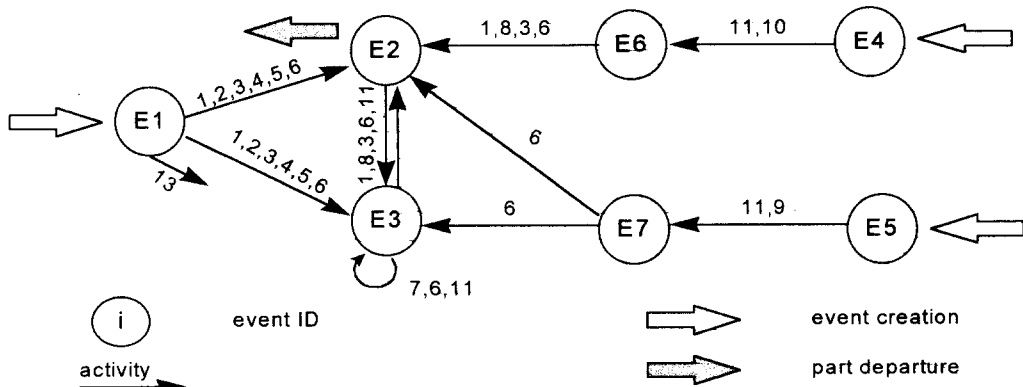 1,8,3,6
11,10
E2
E6
E4
1,2,3,4,5,6
E1
1,8,3,6,11
6
1,2,3,4,5,6
13
E3
6
E7
11,9
E5
7,6,11
i
event ID
event creation
activity
part departure